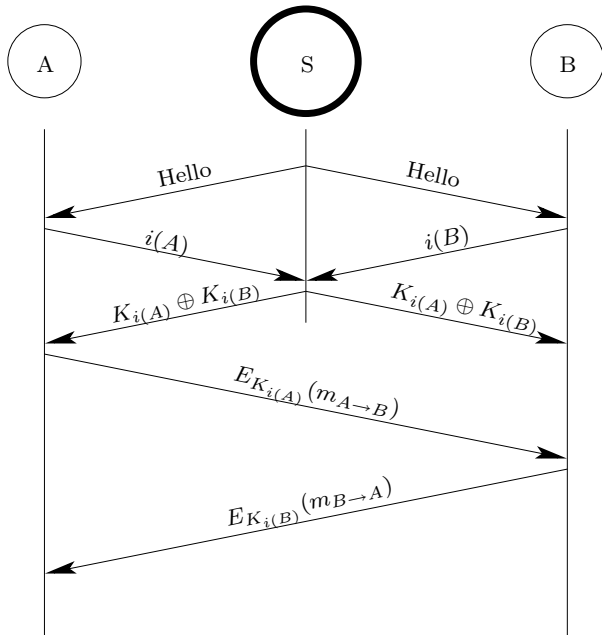 A S B
Hello Hello
i(A) i(B)
K_{i(A)} ⊕ K_{i(B)} K_{i(A)} ⊕ K_{i(B)}
E_{K_{i(A)}}(m_{A→B})
E_{K_{i(B)}}(m_{B→A})